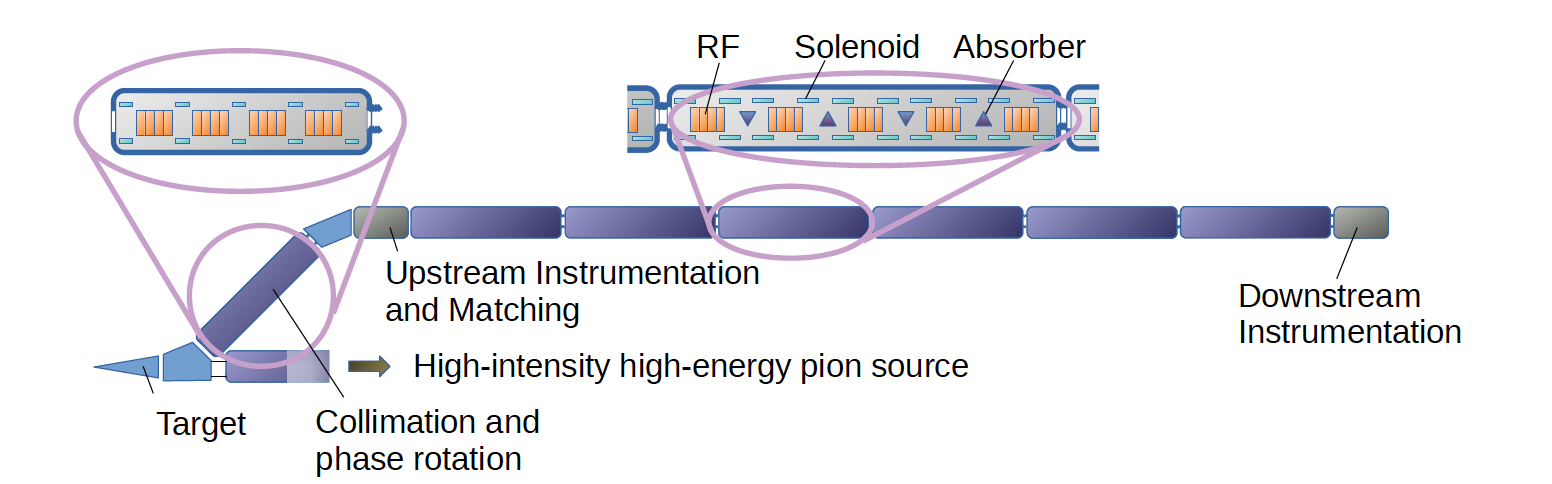 RF
Solenoid
Absorber
Upstream Instrumentation
and Matching
Downstream
Instrumentation
High-intensity high-energy pion source
Target
Collimation and
phase rotation